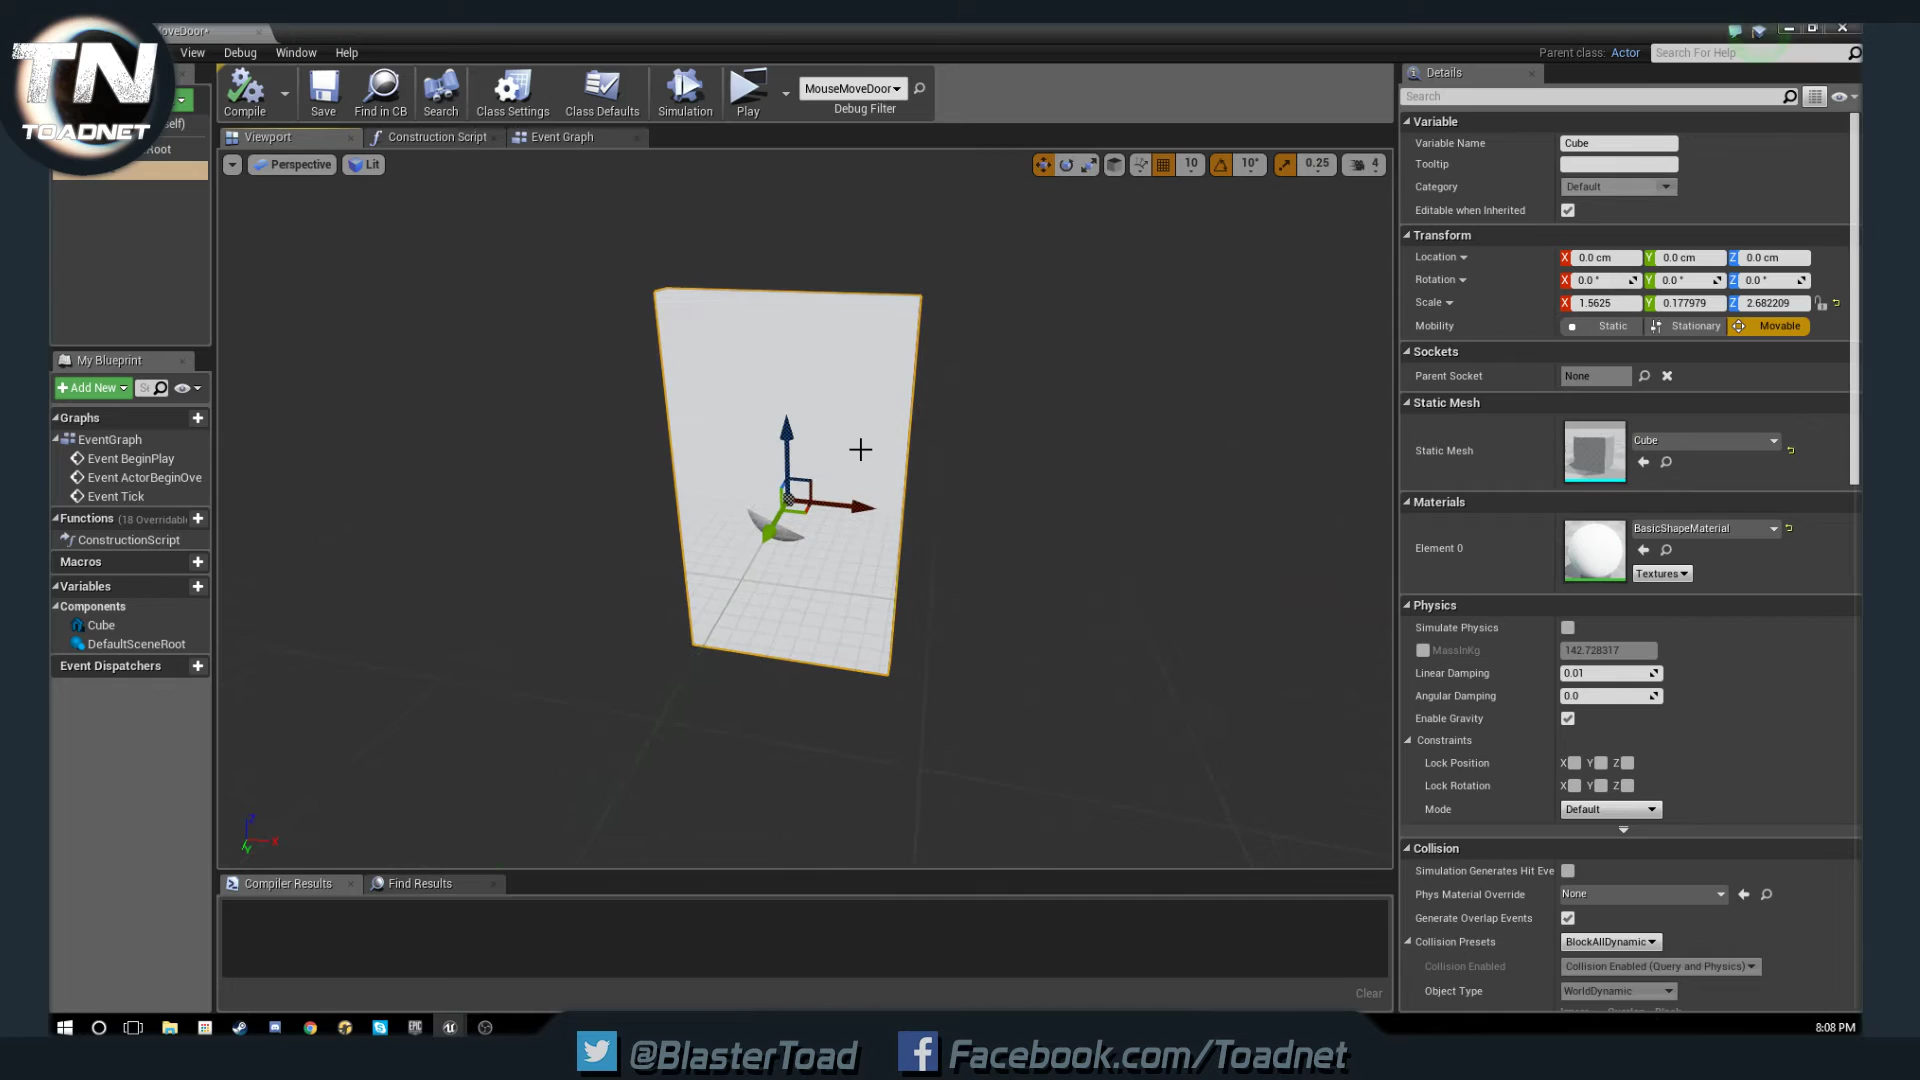 MoveDoor*
TN
TOADNET
View Debug Window Help
Parent class: Actor Search For Help
Compile Save Find in CB Search Class Settings Class Defaults Simulation Play MouseMoveDoor Debug Filter
Viewport Construction Script Event Graph
Perspective Lit
10 10° 0.25 4
My Blueprint
Add New
Graphs
EventGraph
Event BeginPlay
Event ActorBeginOve
Event Tick
Functions (18 Overridabl
ConstructionScript
Macros
Variables
Components
Cube
DefaultSceneRoot
Event Dispatchers
Z
X
Y
Compiler Results Find Results
Clear
Details
Search
Variable
Variable Name Cube
Tooltip
Category Default
Editable when Inherited
Transform
Location X 0.0 cm Y 0.0 cm Z 0.0 cm
Rotation X 0.0 ° Y 0.0 ° Z 0.0 °
Scale X 1.5625 Y 0.177979 Z 2.682209
Mobility Static Stationary Movable
Sockets
Parent Socket None
Static Mesh
Static Mesh Cube
Materials
Element 0 BasicShapeMaterial
Textures
Physics
Simulate Physics
MassInKg 142.728317
Linear Damping 0.01
Angular Damping 0.0
Enable Gravity
Constraints
Lock Position X Y Z
Lock Rotation X Y Z
Mode Default
Collision
Simulation Generates Hit Eve
Phys Material Override None
Generate Overlap Events
Collision Presets BlockAllDynamic
Collision Enabled Collision Enabled (Query and Physics)
Object Type WorldDynamic
8:08 PM
@BlasterToad Facebook.com/Toadnet